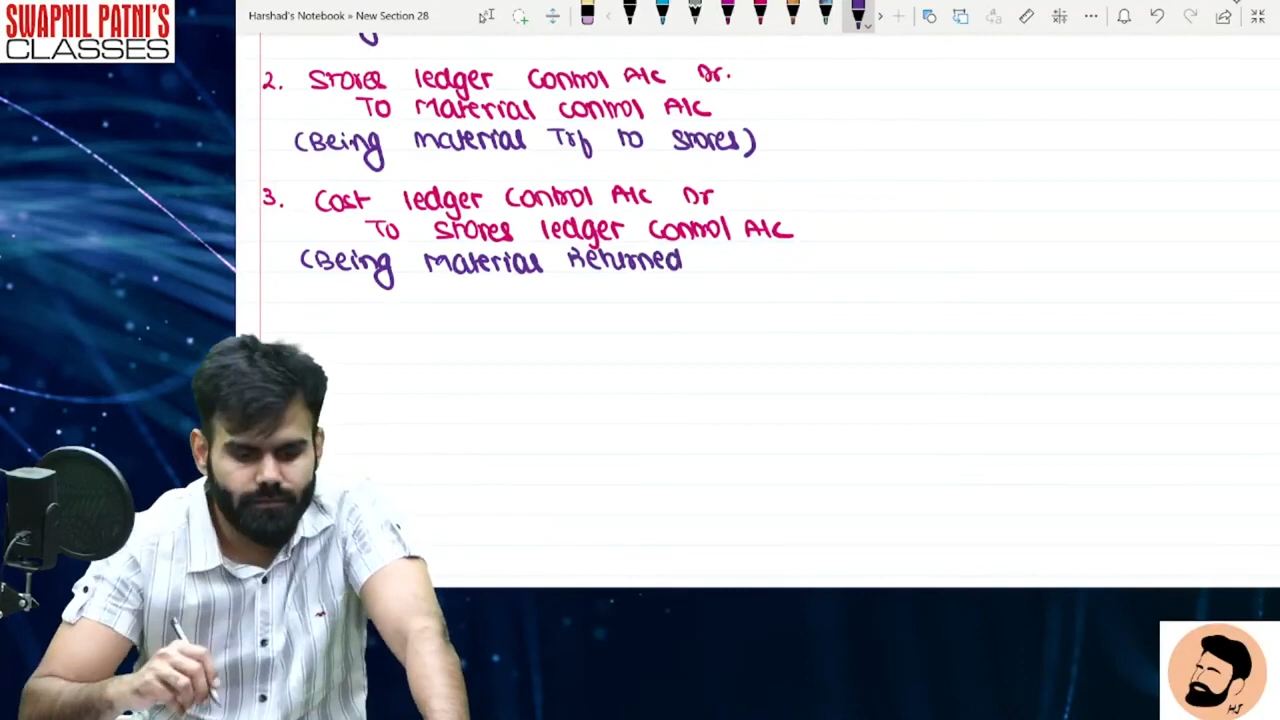 SWAPNIL PATNI'S
CLASSES
Harshad's Notebook » New Section 28
2. Stores ledger Control A/c Dr.
To Material control A/c
(Being material Trf to stores)
3. Cost ledger Control A/c Dr
To stores ledger control A/c
(Being Material Returned
HJ